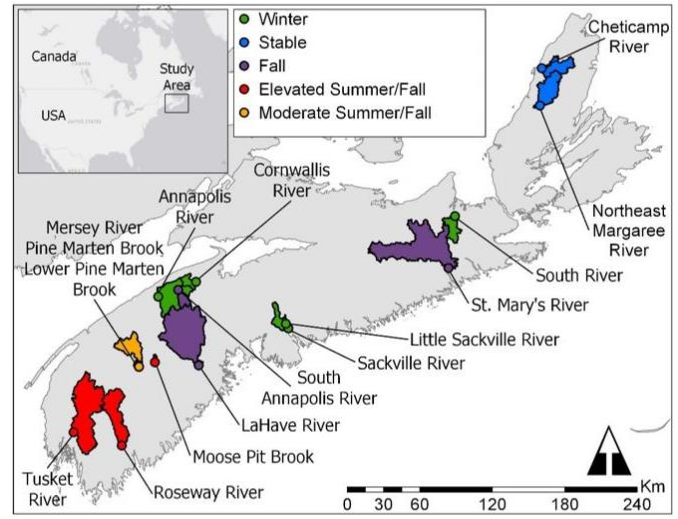 Canada
USA
Study
Area
UNITED STATES
Winter
Stable
Fall
Elevated Summer/Fall
Moderate Summer/Fall
Cheticamp
River
Cornwallis
River
Annapolis
River
Mersey River
Pine Marten Brook
Lower Pine Marten
Brook
Northeast
Margaree
River
South River
St. Mary's River
Little Sackville River
Sackville River
South
Annapolis River
LaHave River
Moose Pit Brook
Tusket
River
Roseway River
Km
0 30 60 120 180 240